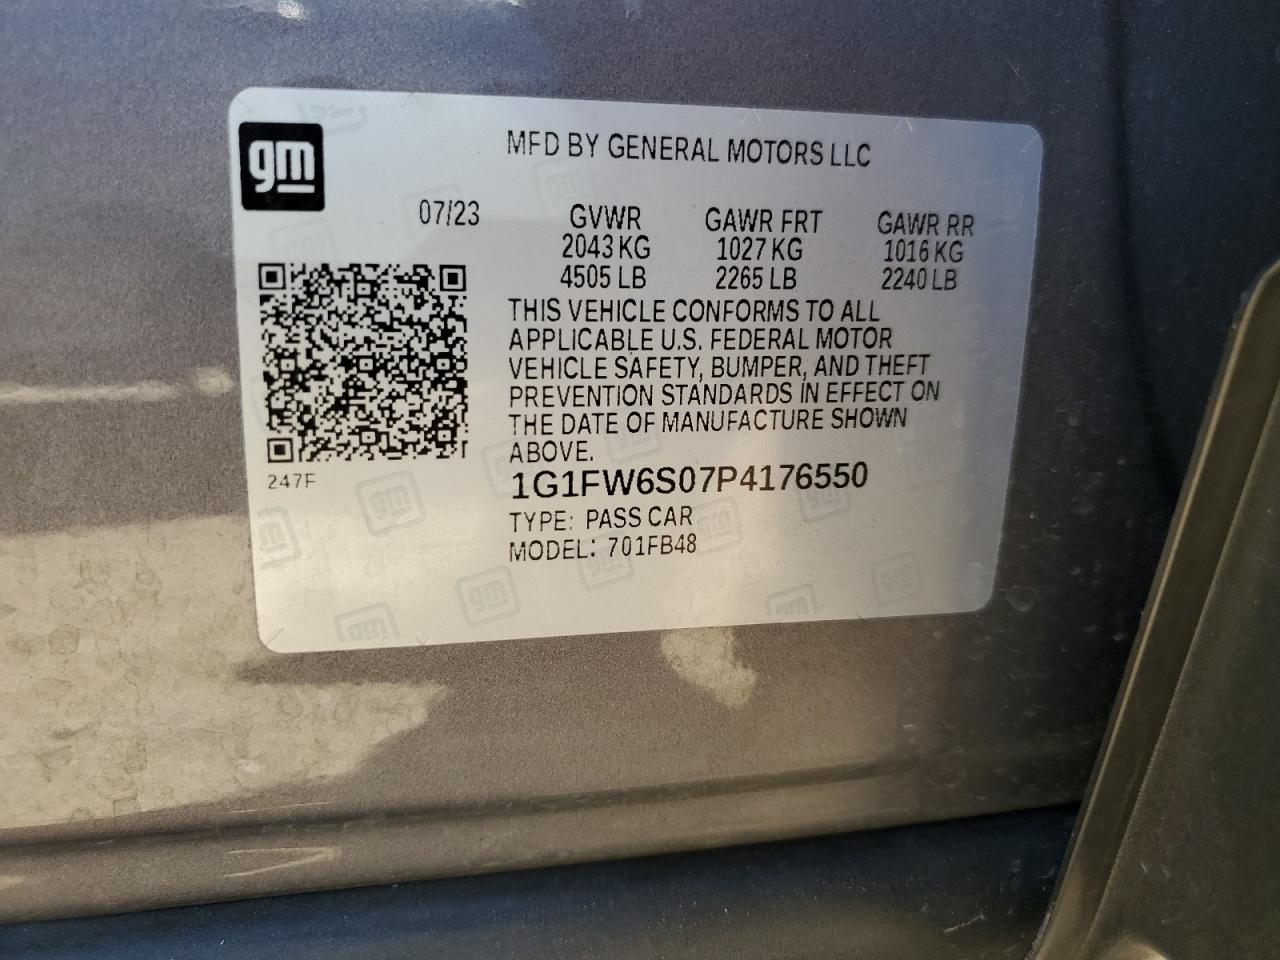 gm
MFD BY GENERAL MOTORS LLC
07/23
GVWR GAWR FRT GAWR RR
2043 KG 1027 KG 1016 KG
4505 LB 2265 LB 2240 LB
THIS VEHICLE CONFORMS TO ALL
APPLICABLE U.S. FEDERAL MOTOR
VEHICLE SAFETY, BUMPER, AND THEFT
PREVENTION STANDARDS IN EFFECT ON
THE DATE OF MANUFACTURE SHOWN
ABOVE.
247F
1G1FW6S07P4176550
TYPE: PASS CAR
MODEL: 701FB48